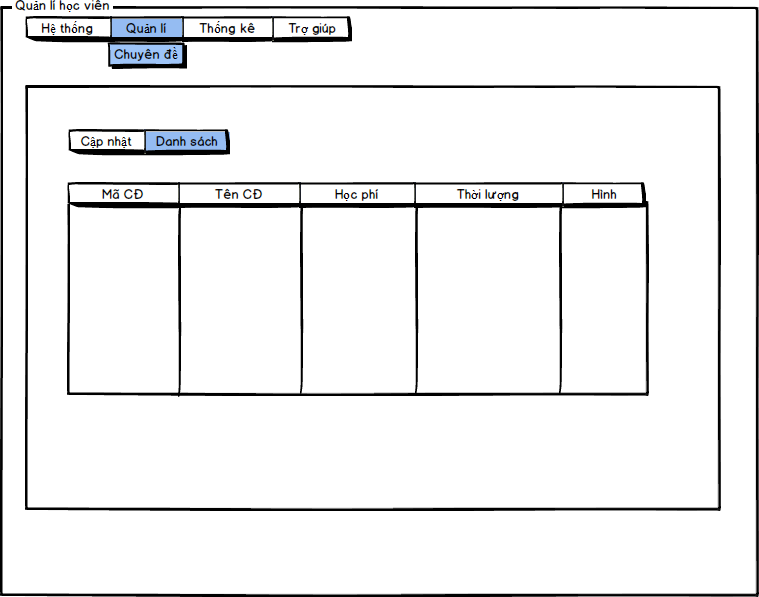 Quản lí học viên
Hệ thống Quản lí Thống kê Trợ giúp
Chuyên đề
Cập nhật Danh sách
Mã CĐ Tên CĐ Học phí Thời lượng Hình